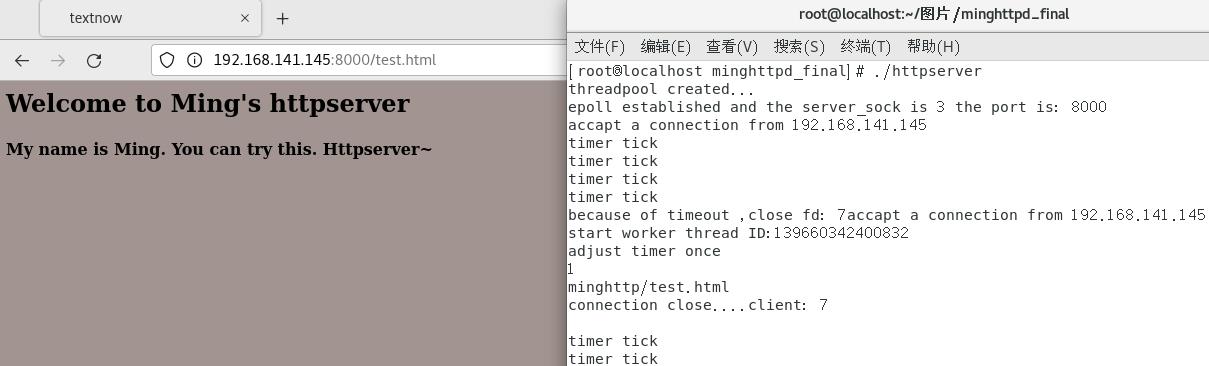 textnow
192.168.141.145:8000/test.html
Welcome to Ming's httpserver
My name is Ming. You can try this. Httpserver~
root@localhost:~/图片/minghttpd_final
文件(F) 编辑(E) 查看(V) 搜索(S) 终端(T) 帮助(H)
[root@localhost minghttpd_final]# ./httpserver
threadpool created...
epoll established and the server_sock is 3 the port is: 8000
accapt a connection from 192.168.141.145
timer tick
timer tick
timer tick
timer tick
because of timeout ,close fd: 7accapt a connection from 192.168.141.145
start worker thread ID:139660342400832
adjust timer once
1
minghttp/test.html
connection close....client: 7
timer tick
timer tick